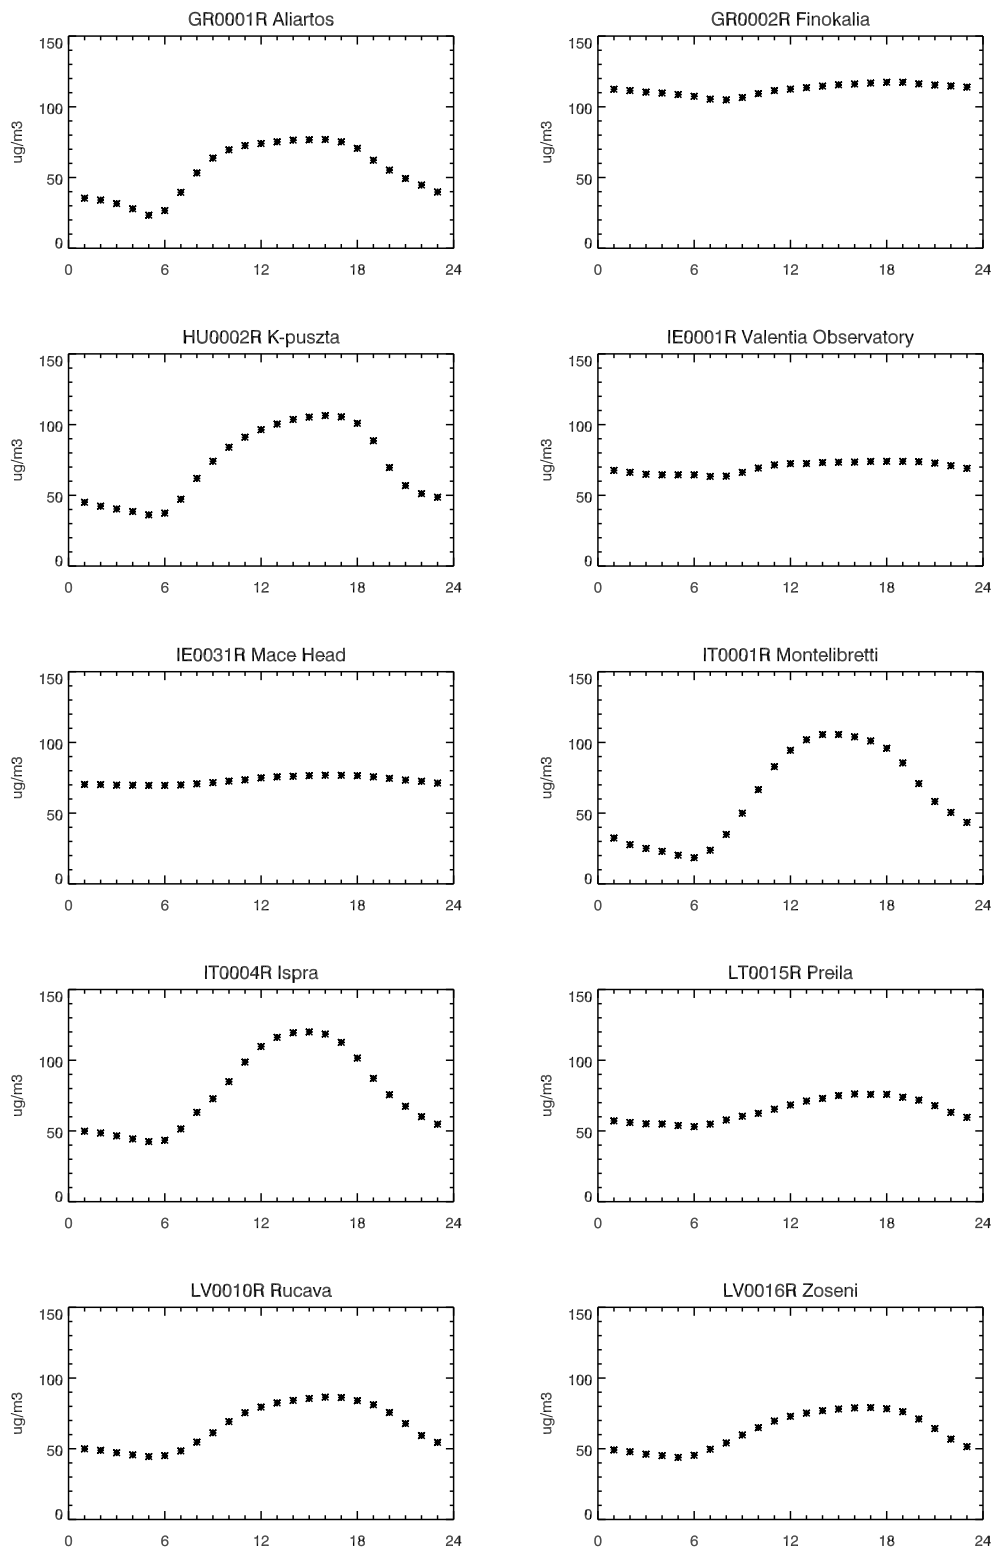 GR0001R Aliartos
GR0002R Finokalia
150
100
50
0
ug/m3
0 6 12 18 24
150
100
50
0
ug/m3
0 6 12 18 24
HU0002R K-puszta
IE0001R Valentia Observatory
150
100
50
0
ug/m3
0 6 12 18 24
150
100
50
0
ug/m3
0 6 12 18 24
IE0031R Mace Head
IT0001R Montelibretti
150
100
50
0
ug/m3
0 6 12 18 24
150
100
50
0
ug/m3
0 6 12 18 24
IT0004R Ispra
LT0015R Preila
150
100
50
0
ug/m3
0 6 12 18 24
150
100
50
0
ug/m3
0 6 12 18 24
LV0010R Rucava
LV0016R Zoseni
150
100
50
0
ug/m3
0 6 12 18 24
150
100
50
0
ug/m3
0 6 12 18 24